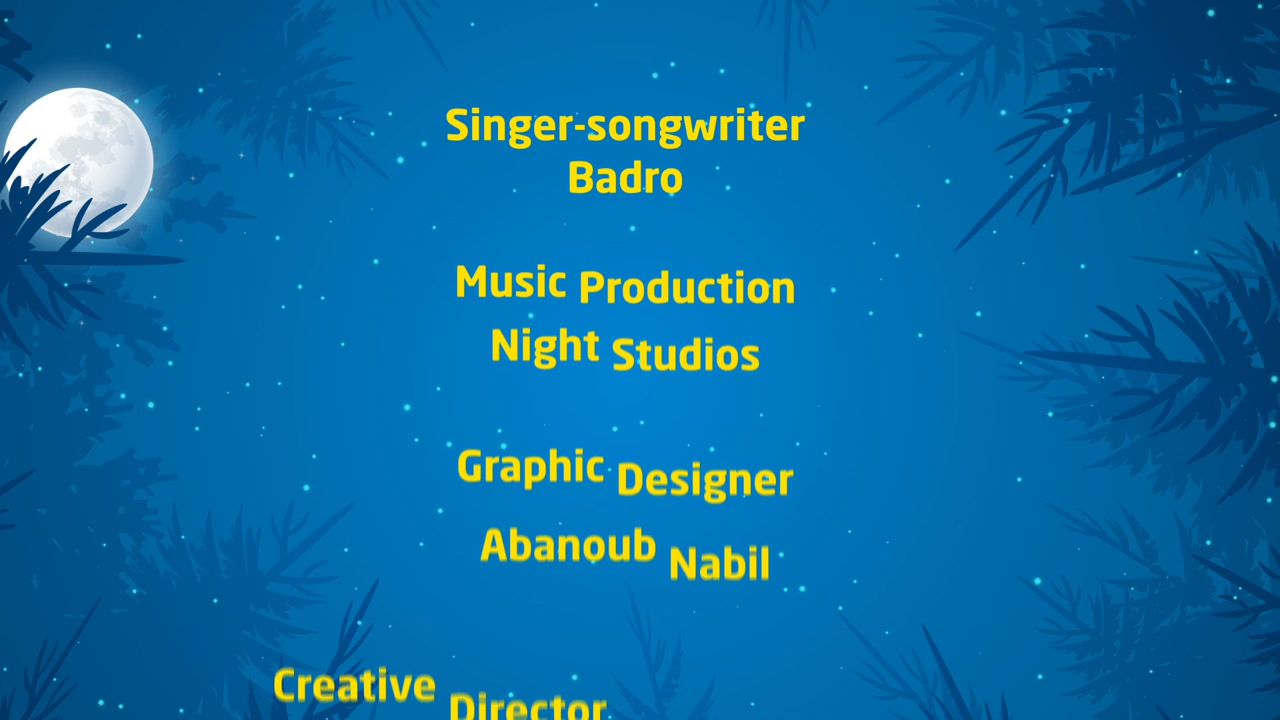 Singer-songwriter
Badro
Music Production
Night Studios
Graphic Designer
Abanoub Nabil
Creative Director